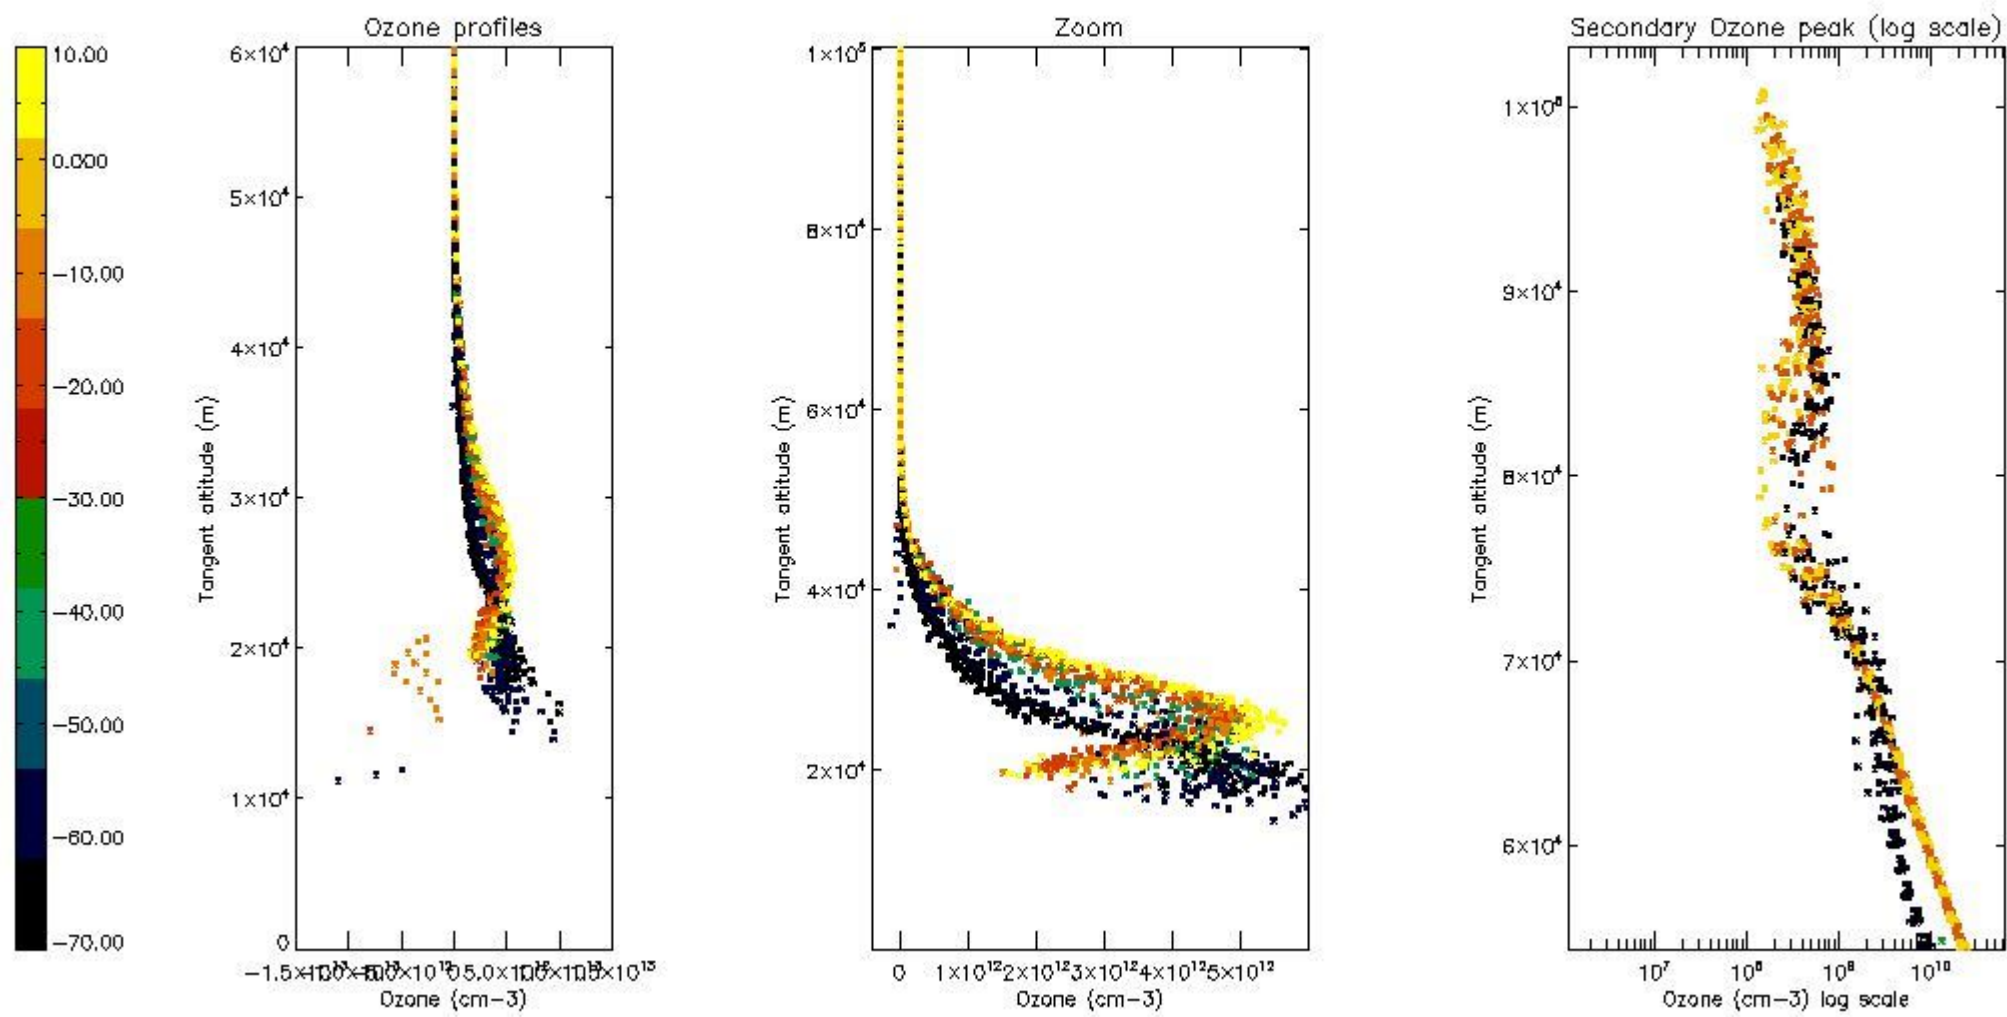 Ozone profiles
Zoom
Secondary Ozone peak (log scale)
10.00
0.000
−10.00
−20.00
−30.00
−40.00
−50.00
−60.00
−70.00
6×10⁴
5×10⁴
4×10⁴
3×10⁴
2×10⁴
1×10⁴
0
Tangent altitude (m)
Ozone (cm−3)
1×10⁵
8×10⁴
6×10⁴
4×10⁴
2×10⁴
Tangent altitude (m)
0 1×10¹² 2×10¹² 3×10¹² 4×10¹² 5×10¹²
Ozone (cm−3)
9×10⁴
8×10⁴
7×10⁴
6×10⁴
Tangent altitude (m)
10⁷ 10⁸ 10⁹ 10¹⁰
Ozone (cm−3) log scale